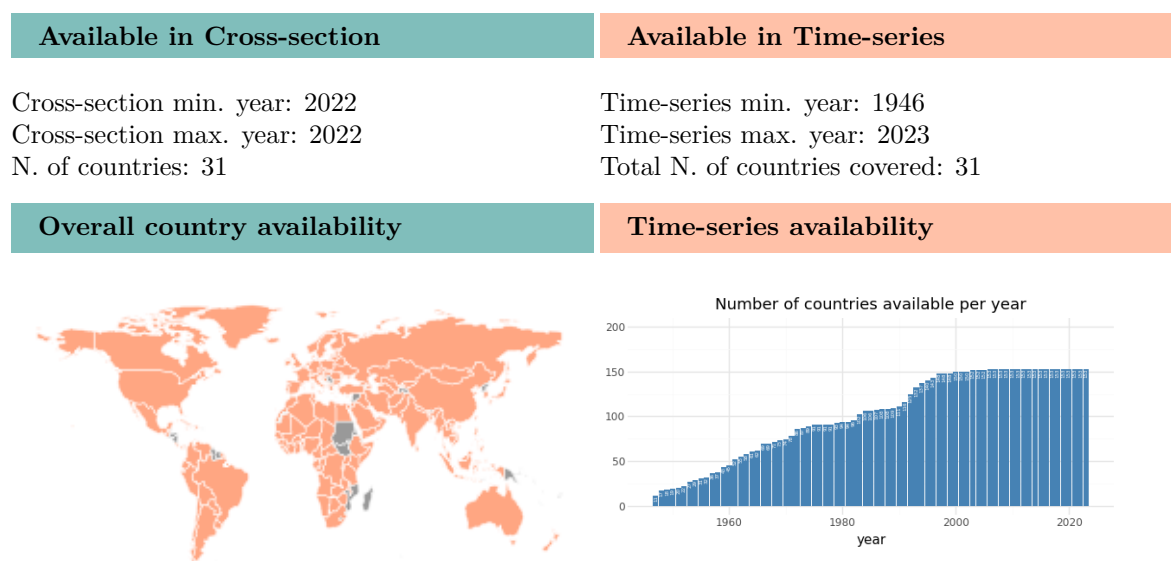 Available in Cross-section
Available in Time-series
Cross-section min. year: 2022
Cross-section max. year: 2022
N. of countries: 31
Time-series min. year: 1946
Time-series max. year: 2023
Total N. of countries covered: 31
Overall country availability
Time-series availability
Number of countries available per year
200
150
100
50
0
1960
1980
2000
2020
year